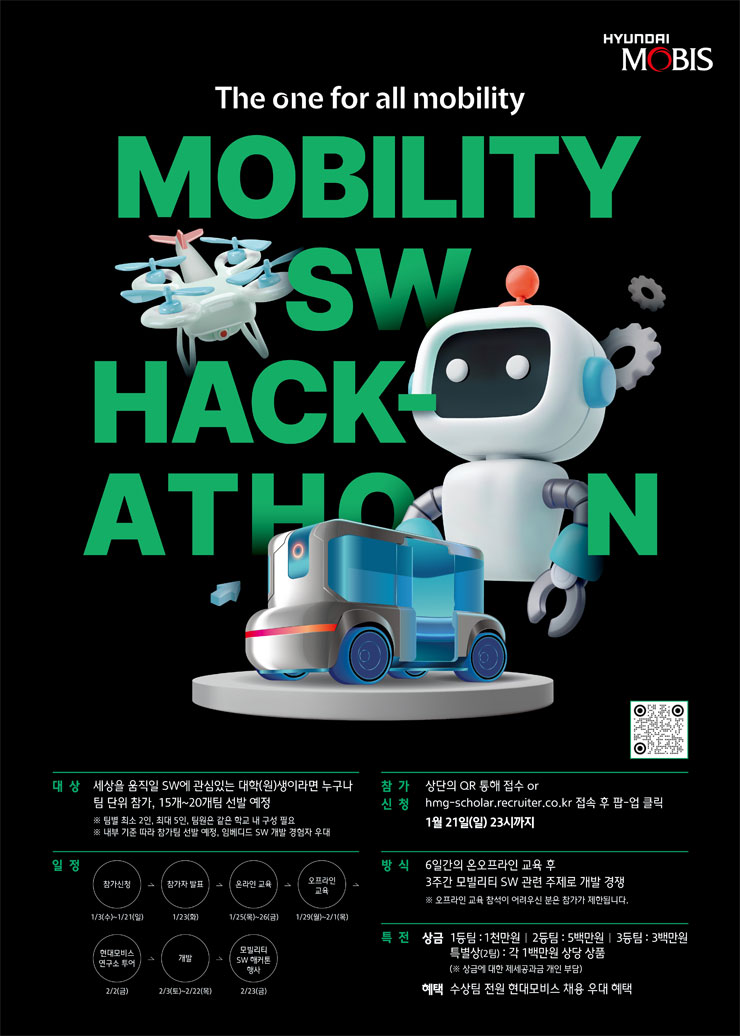 HYUNDAI
MOBIS
The one for all mobility
MOBILITY
SW
HACK-
ATHON
대 상 세상을 움직일 SW에 관심있는 대학(원)생이라면 누구나
팀 단위 참가, 15개~20개팀 선발 예정
※ 팀별 최소 2인, 최대 5인, 팀원은 같은 학교 내 구성 필요
※ 내부 기준 따라 참가팀 선발 예정, 임베디드 SW 개발 경험자 우대
일 정
참가신청
참가자 발표
온라인 교육
오프라인
교육
1/3(수)~1/21(일)
1/23(화)
1/25(목)~26(금)
1/29(월)~2/1(목)
현대모비스
연구소 투어
개발
모빌리티
SW 해커톤
행사
2/2(금)
2/3(토)~2/22(목)
2/23(금)
참 가 상단의 QR 통해 접수 or
신 청 hmg-scholar.recruiter.co.kr 접속 후 팝-업 클릭
1월 21일(일) 23시까지
방 식 6일간의 온오프라인 교육 후
3주간 모빌리티 SW 관련 주제로 개발 경쟁
※ 오프라인 교육 참석이 어려우신 분은 참가가 제한됩니다.
특 전 상금 1등팀 : 1천만원 | 2등팀 : 5백만원 | 3등팀 : 3백만원
특별상(2팀) : 각 1백만원 상당 상품
(※ 상금에 대한 제세공과금 개인 부담)
혜택 수상팀 전원 현대모비스 채용 우대 혜택